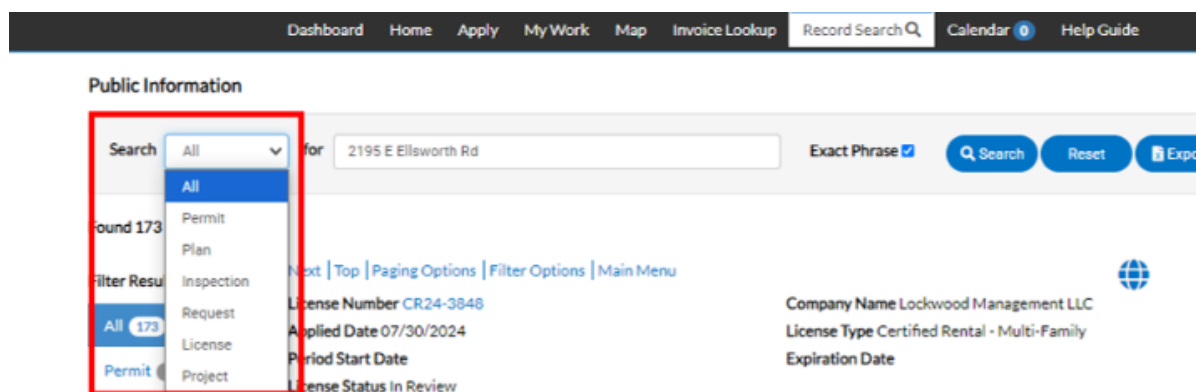 Dashboard Home Apply My Work Map Invoice Lookup Record Search Calendar 0 Help Guide
Public Information
Search All for 2195 E Ellsworth Rd Exact Phrase Search Reset
All
Found 173
Permit
Plan
Next | Top | Paging Options | Filter Options | Main Menu
Filter
Inspection
License Number CR24-3848 Company Name Lockwood Management LLC
Request
All 173
Applied Date 07/30/2024 License Type Certified Rental - Multi-Family
License
Period Start Date Expiration Date
Permit
Project
License Status In Review